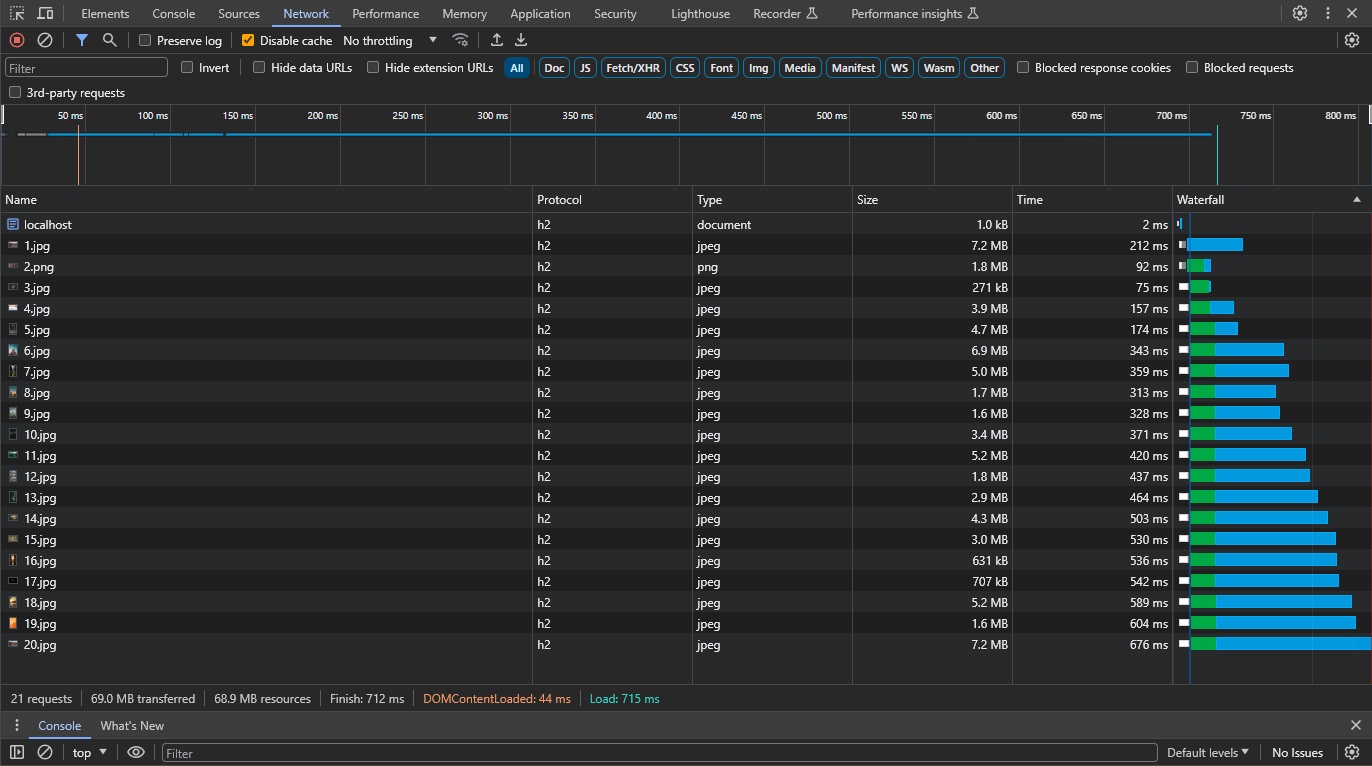 Elements Console Sources Network Performance Memory Application Security Lighthouse Recorder Performance insights
Preserve log Disable cache No throttling
Filter Invert Hide data URLs Hide extension URLs All Doc JS Fetch/XHR CSS Font Img Media Manifest WS Wasm Other Blocked response cookies Blocked requests
3rd-party requests
50 ms 100 ms 150 ms 200 ms 250 ms 300 ms 350 ms 400 ms 450 ms 500 ms 550 ms 600 ms 650 ms 700 ms 750 ms 800 ms
Name Protocol Type Size Time Waterfall
localhost h2 document 1.0 kB 2 ms
1.jpg h2 jpeg 7.2 MB 212 ms
2.png h2 png 1.8 MB 92 ms
3.jpg h2 jpeg 271 kB 75 ms
4.jpg h2 jpeg 3.9 MB 157 ms
5.jpg h2 jpeg 4.7 MB 174 ms
6.jpg h2 jpeg 6.9 MB 343 ms
7.jpg h2 jpeg 5.0 MB 359 ms
8.jpg h2 jpeg 1.7 MB 313 ms
9.jpg h2 jpeg 1.6 MB 328 ms
10.jpg h2 jpeg 3.4 MB 371 ms
11.jpg h2 jpeg 5.2 MB 420 ms
12.jpg h2 jpeg 1.8 MB 437 ms
13.jpg h2 jpeg 2.9 MB 464 ms
14.jpg h2 jpeg 4.3 MB 503 ms
15.jpg h2 jpeg 3.0 MB 530 ms
16.jpg h2 jpeg 631 kB 536 ms
17.jpg h2 jpeg 707 kB 542 ms
18.jpg h2 jpeg 5.2 MB 589 ms
19.jpg h2 jpeg 1.6 MB 604 ms
20.jpg h2 jpeg 7.2 MB 676 ms
21 requests 69.0 MB transferred 68.9 MB resources Finish: 712 ms DOMContentLoaded: 44 ms Load: 715 ms
Console What's New
top Filter Default levels No Issues